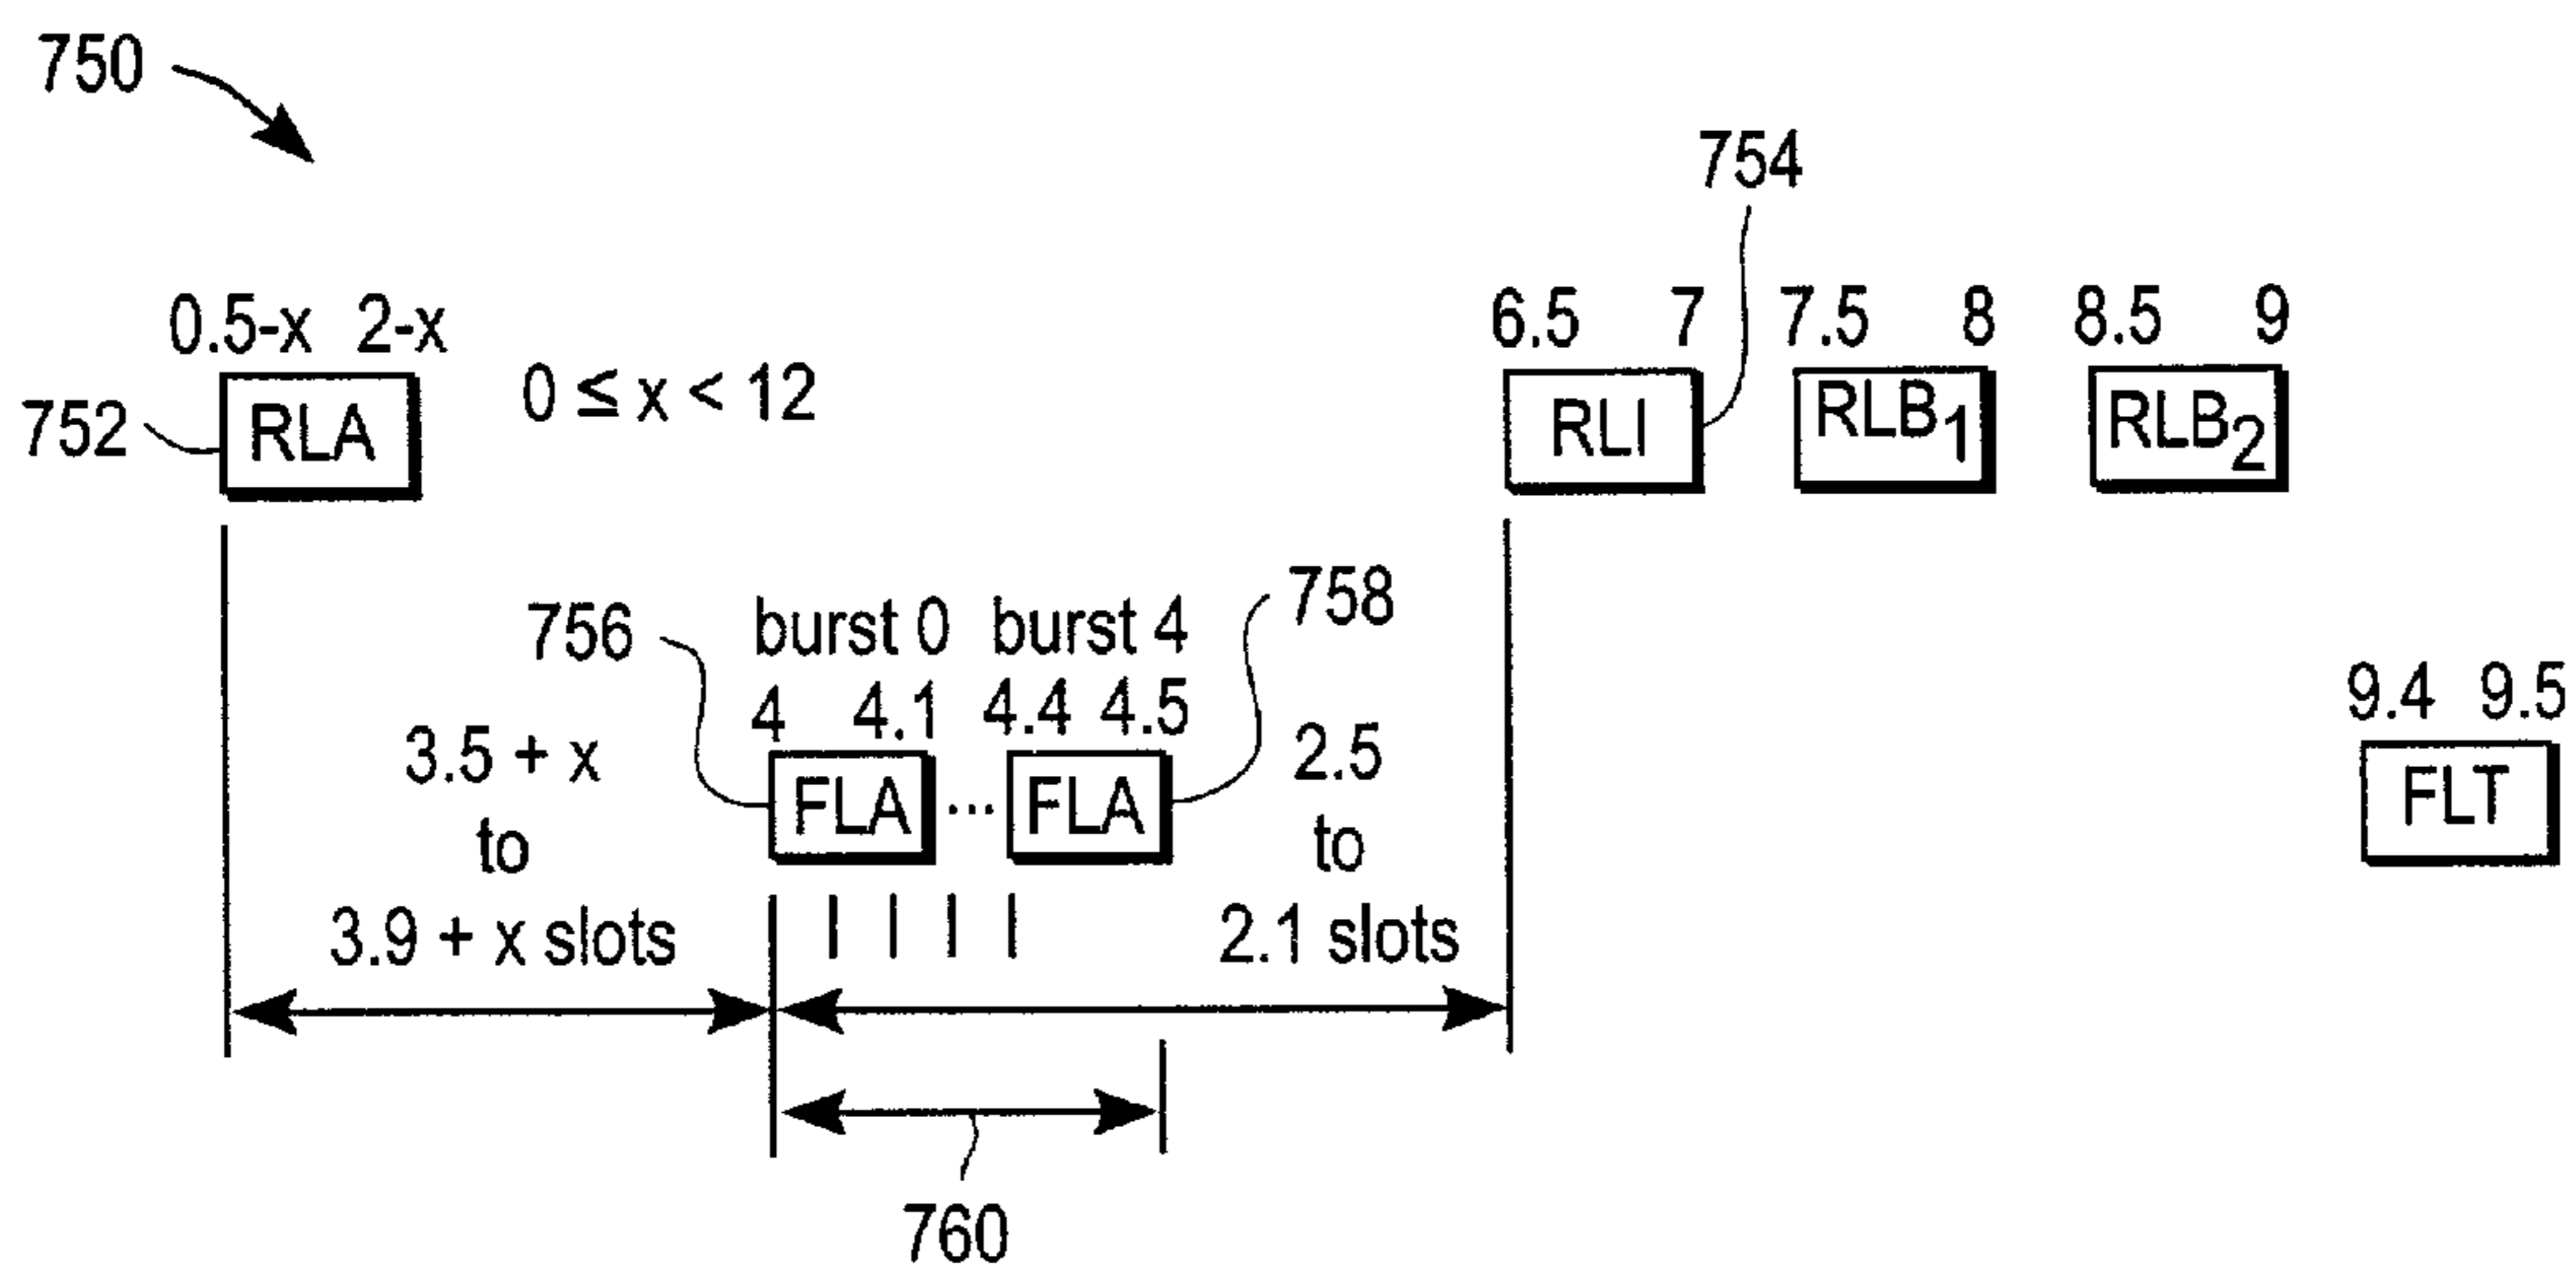 750
754
0.5-x 2-x
6.5 7 7.5 8 8.5 9
0 ≤ x < 12
752
RLA
RLI
RLB1
RLB2
756
burst 0 burst 4
758
4 4.1 4.4 4.5
9.4 9.5
3.5 + x
to
3.9 + x slots
FLA ... FLA
2.5
to
2.1 slots
FLT
760